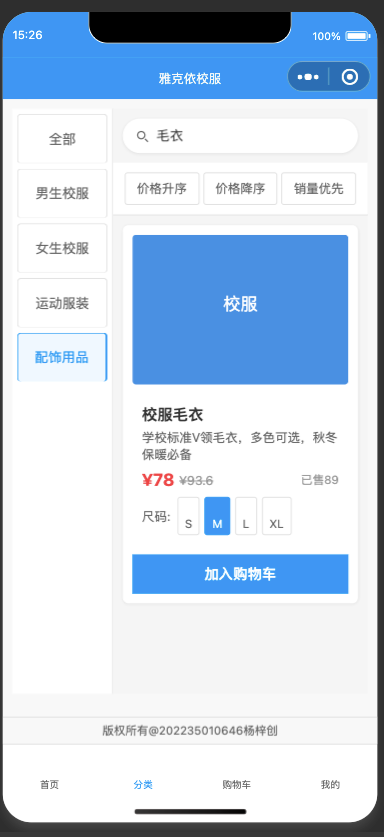 15:26
100%
雅克依校服
全部
男生校服
女生校服
运动服装
配饰用品
毛衣
价格升序
价格降序
销量优先
校服
校服毛衣
学校标准V领毛衣，多色可选，秋冬
保暖必备
¥78 ¥93.6 已售89
尺码: S M L XL
加入购物车
版权所有@202235010646杨梓创
首页 分类 购物车 我的